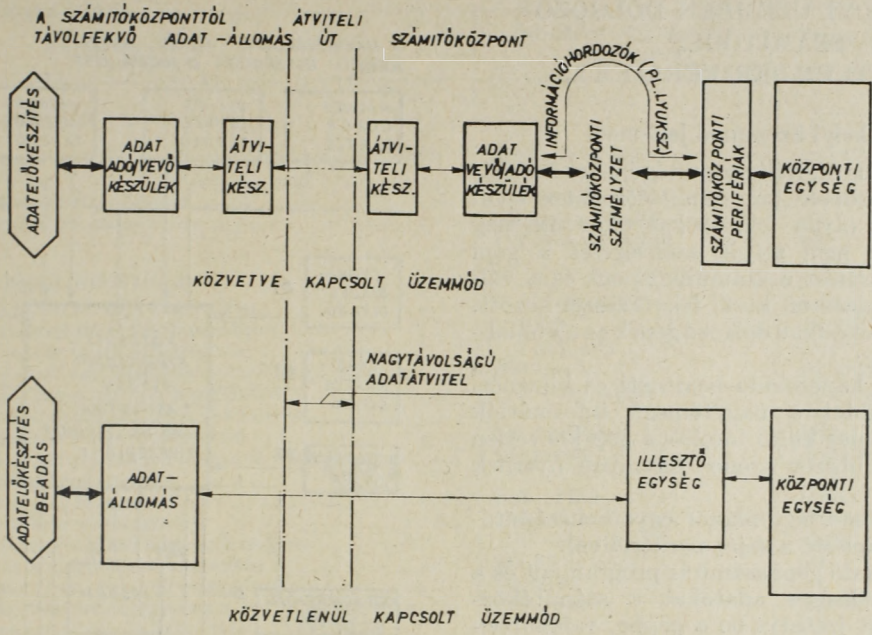 A SZÁMITÓKÖZPONTTÓL
TÁVOLFEKVŐ ADAT-ÁLLOMÁS
ÁTVITELI
ÚT
SZÁMITÓKÖZPONT
ADATELŐKÉSZITÉS
ADAT
ADÓ/VEVŐ
KÉSZÜLÉK
ÁTVI-
TELI
KÉSZ.
ÁTVI-
TELI
KÉSZ.
ADAT
VEVŐ/ADÓ
KÉSZÜLÉK
INFORMÁCIÓHORDOZÓK (PL. LYUKSZ)
SZÁMITÓKÖZPONTI
SZEMÉLYZET
SZÁMITÓKÖZPONTI
PERIFÉRIÁK
KÖZPONTI
EGYSÉG
KÖZVETVE KAPCSOLT ÜZEMMÓD
NAGYTÁVOLSÁGÚ
ADATÁTVITEL
ADATELŐKÉSZITÉS
BEADÁS
ADAT-
ÁLLOMÁS
ILLESZTŐ
EGYSÉG
KÖZPONTI
EGYSÉG
KÖZVETLENÜL KAPCSOLT ÜZEMMÓD